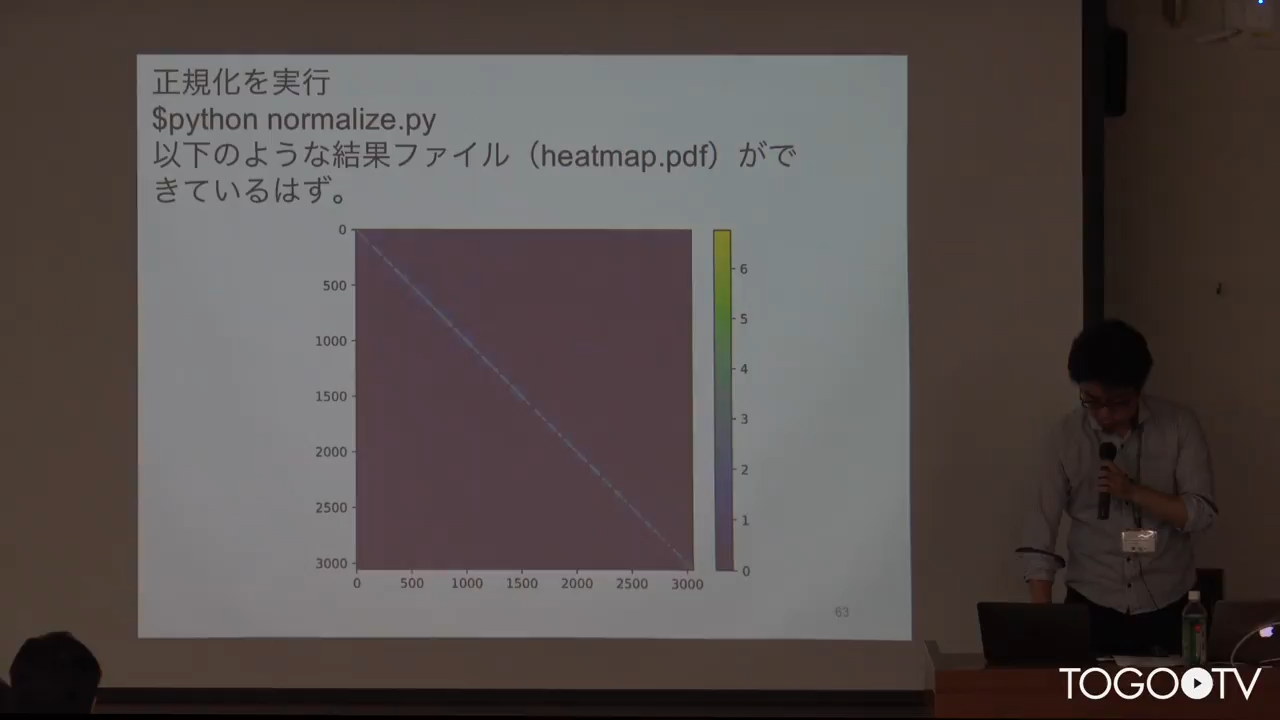 正規化を実行
$python normalize.py
以下のような結果ファイル（heatmap.pdf）がで
きているはず。
0
500
1000
1500
2000
2500
3000
0 500 1000 1500 2000 2500 3000
6
5
4
3
2
1
0
63
TOGO TV